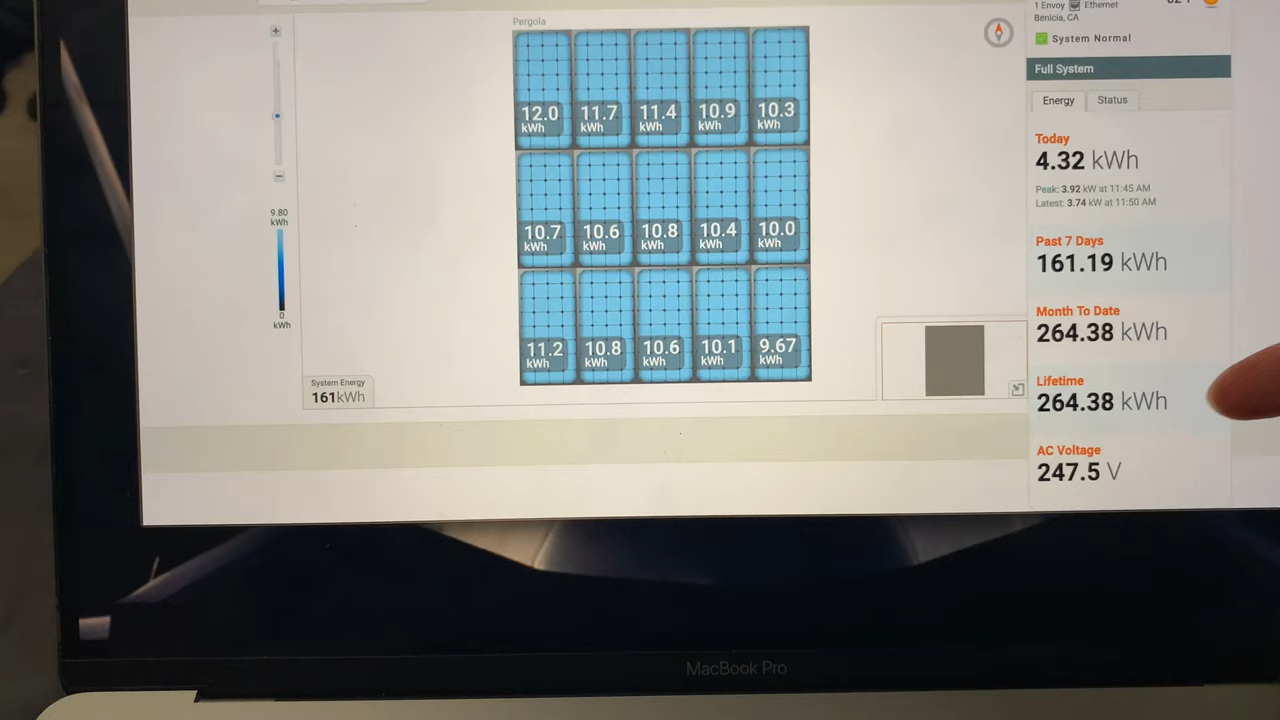 Pergola
12.0 kWh
11.7 kWh
11.4 kWh
10.9 kWh
10.3 kWh
10.7 kWh
10.6 kWh
10.8 kWh
10.4 kWh
10.0 kWh
11.2 kWh
10.8 kWh
10.6 kWh
10.1 kWh
9.67 kWh
9.80
kWh
0
kWh
System Energy
161kWh
1 Envoy Ethernet
Benicia, CA
System Normal
Full System
Energy Status
Today
4.32 kWh
Peak: 3.92 kW at 11:45 AM
Latest: 3.74 kW at 11:50 AM
Past 7 Days
161.19 kWh
Month To Date
264.38 kWh
Lifetime
264.38 kWh
AC Voltage
247.5 V
MacBook Pro